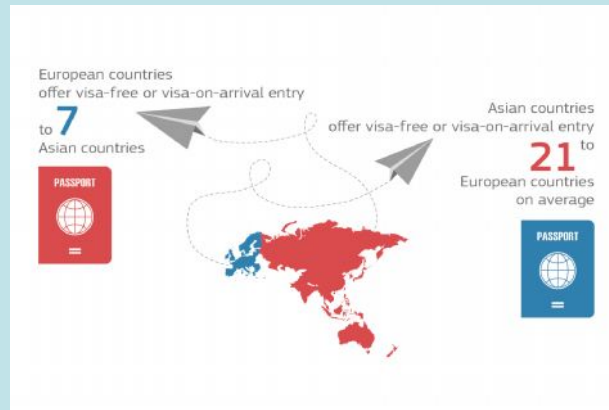 European countries
offer visa-free or visa-on-arrival entry
to 7
Asian countries
PASSPORT
Asian countries
offer visa-free or visa-on-arrival entry
to
21
European countries
on average
PASSPORT